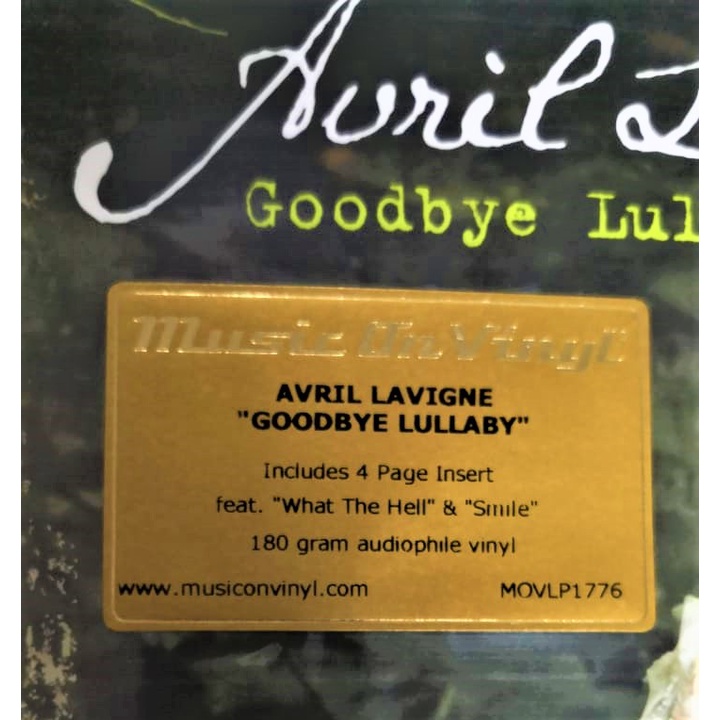 Avril L
Goodbye Lul
Music On Vinyl
AVRIL LAVIGNE
"GOODBYE LULLABY"
Includes 4 Page Insert
feat. "What The Hell" & "Smile"
180 gram audiophile vinyl
www.musiconvinyl.com MOVLP1776